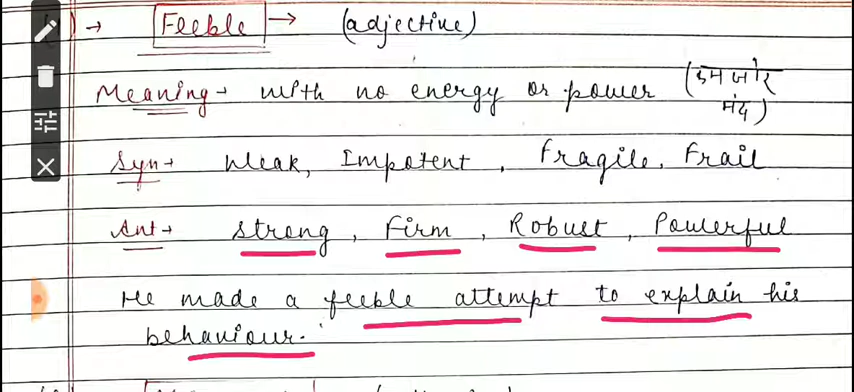 → Feeble → (adjective)
Meaning → with no energy or power (कमजोर
मंद)
Syn → Weak, Impotent, Fragile, Frail
Ant → Strong, Firm, Robust, Powerful
He made a feeble attempt to explain his
behaviour.